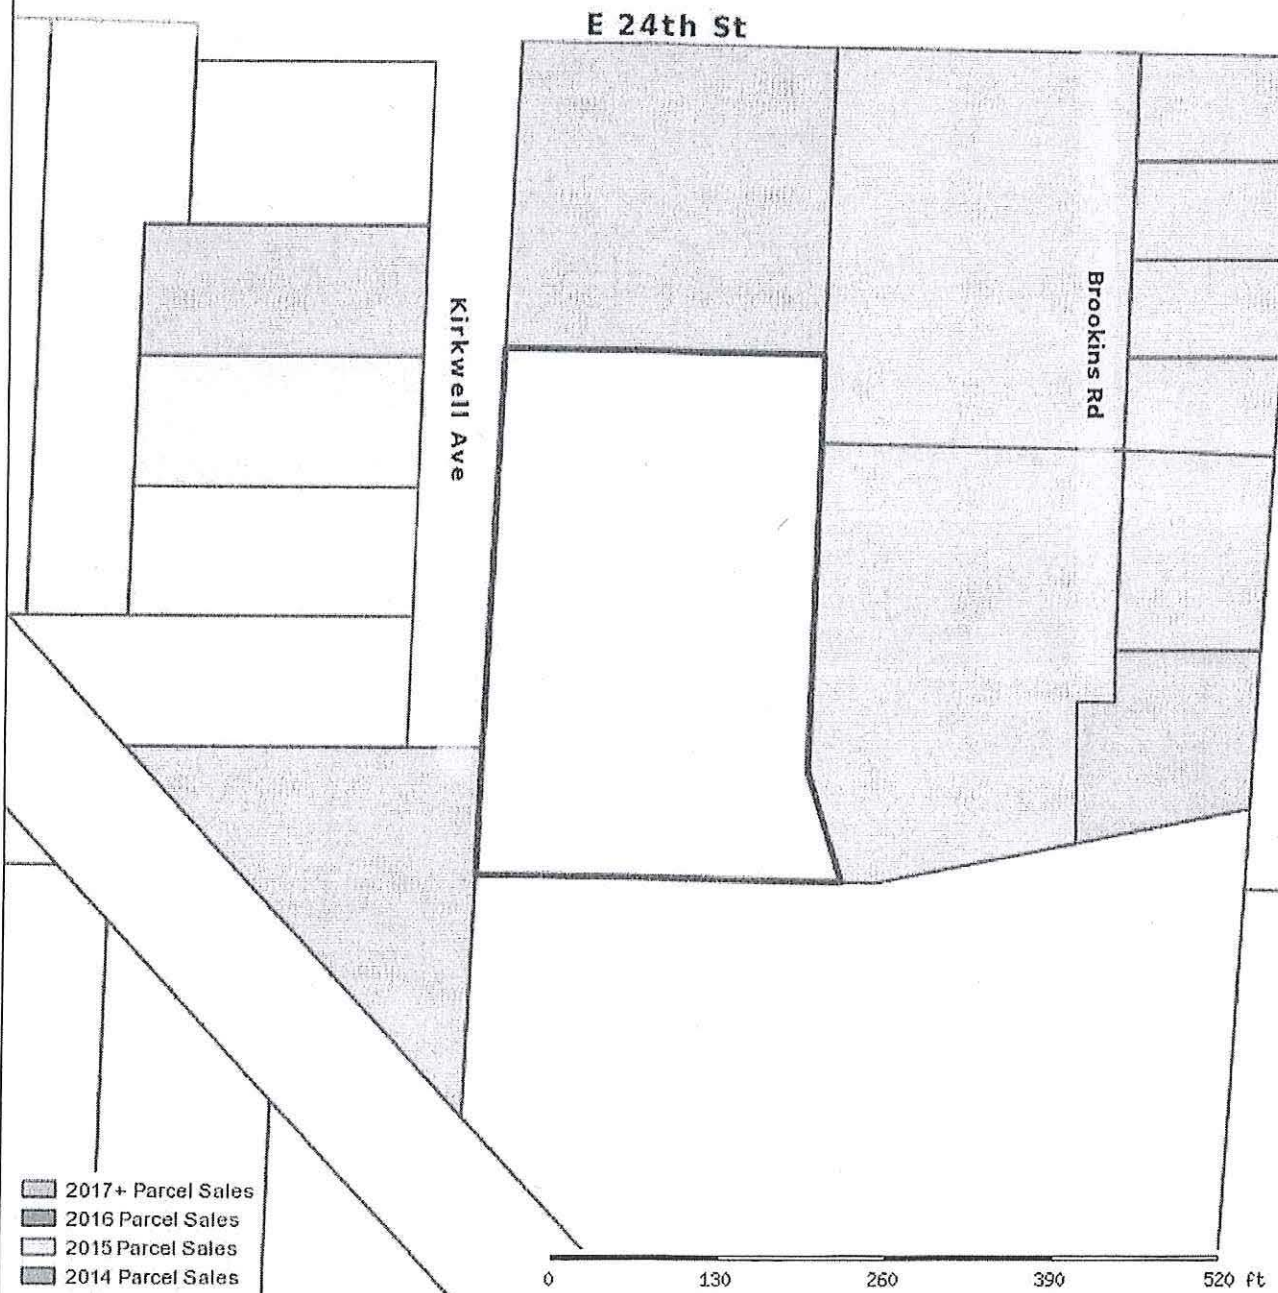 E 24th St
Kirkwell Ave
Brookins Rd
2017+ Parcel Sales
2016 Parcel Sales
2015 Parcel Sales
2014 Parcel Sales
0 130 260 390 520 ft